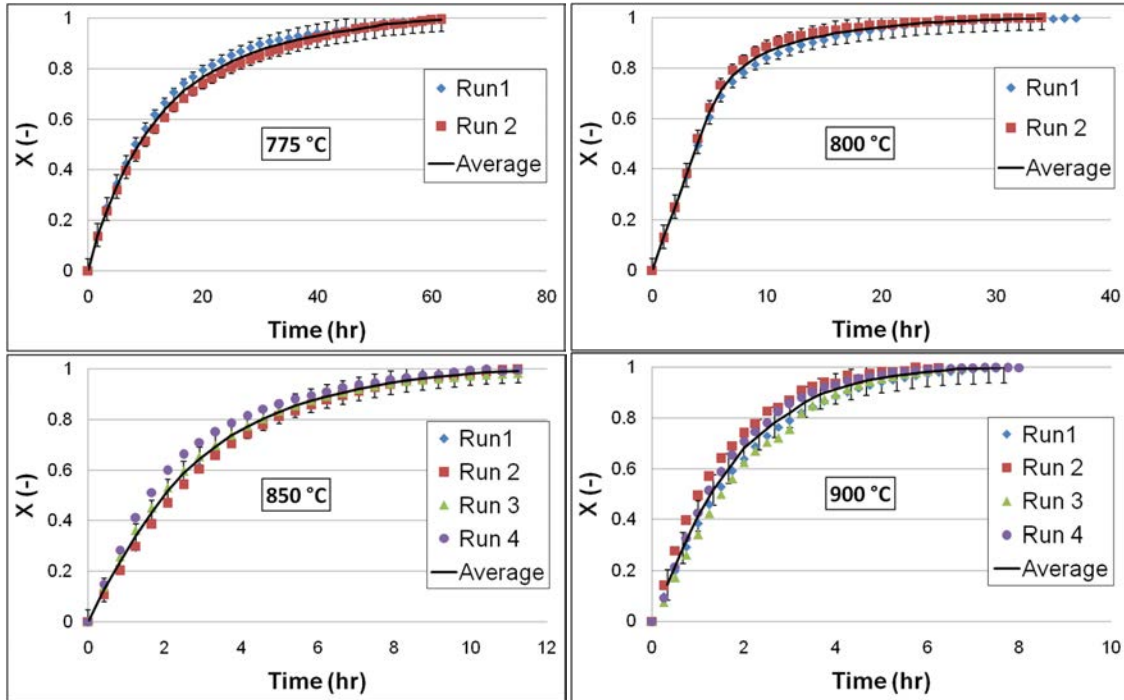 1
0.8
0.6
0.4
0.2
0
X (-)
775 °C
Run1
Run 2
Average
0 20 40 60 80
Time (hr)
1
0.8
0.6
0.4
0.2
0
X (-)
800 °C
Run1
Run 2
Average
0 10 20 30 40
Time (hr)
1
0.8
0.6
0.4
0.2
0
X (-)
850 °C
Run1
Run 2
Run 3
Run 4
Average
0 2 4 6 8 10 12
Time (hr)
1
0.8
0.6
0.4
0.2
0
X (-)
900 °C
Run1
Run 2
Run 3
Run 4
Average
0 2 4 6 8 10
Time (hr)